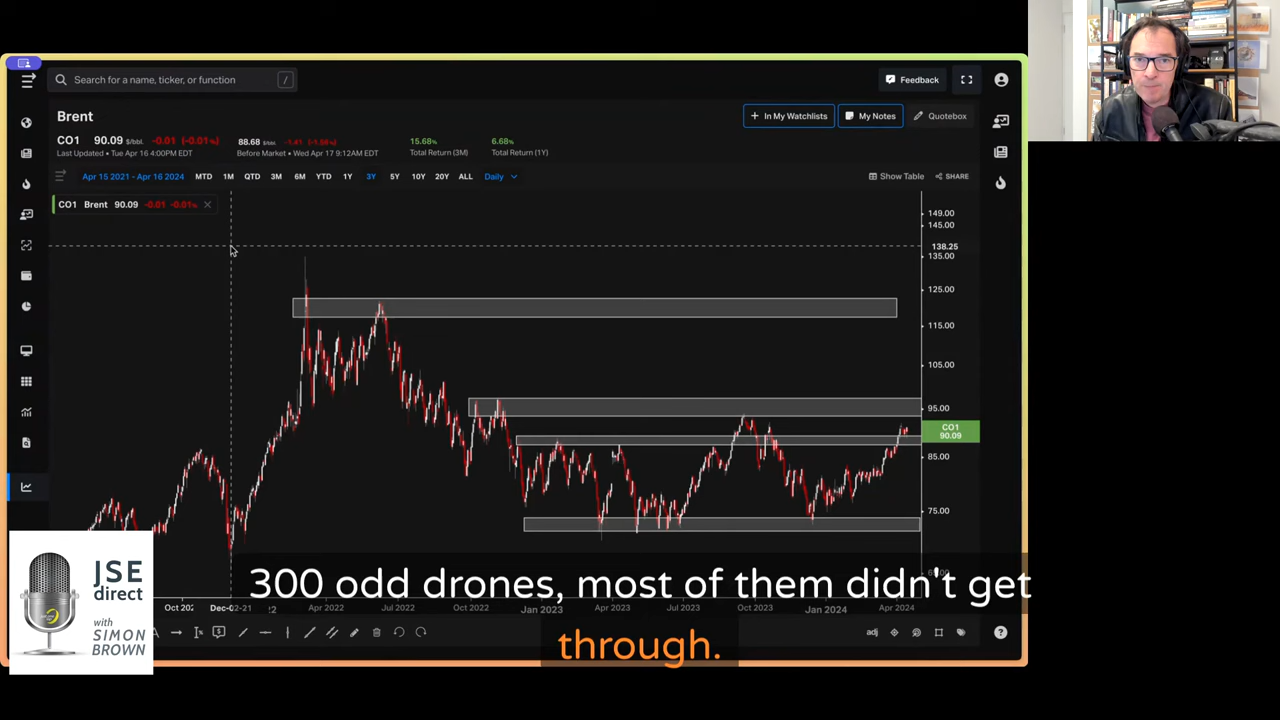 Search for a name, ticker, or function /
Feedback
Brent
In My Watchlists
My Notes
Quotebox
CO1 90.09 $/bbl. -0.01 (-0.01%)
88.68 $/bbl. -1.41 (-1.56%)
15.68%
6.68%
Last Updated • Tue Apr 16 4:00PM EDT
Before Market • Wed Apr 17 9:12AM EDT
Total Return (3M)
Total Return (1Y)
Apr 15 2021 - Apr 16 2024 MTD 1M QTD 3M 6M YTD 1Y 3Y 5Y 10Y 20Y ALL Daily
Show Table
SHARE
CO1 Brent 90.09 -0.01 -0.01%
149.00
145.00
138.25
135.00
125.00
115.00
105.00
95.00
CO1
90.09
85.00
75.00
JSE
direct
with
SIMON
BROWN
300 odd drones, most of them didn't get
through.
Apr 2022 Jul 2022 Oct 2022 Jan 2023 Apr 2023 Jul 2023 Oct 2023 Jan 2024 Apr 2024
adj